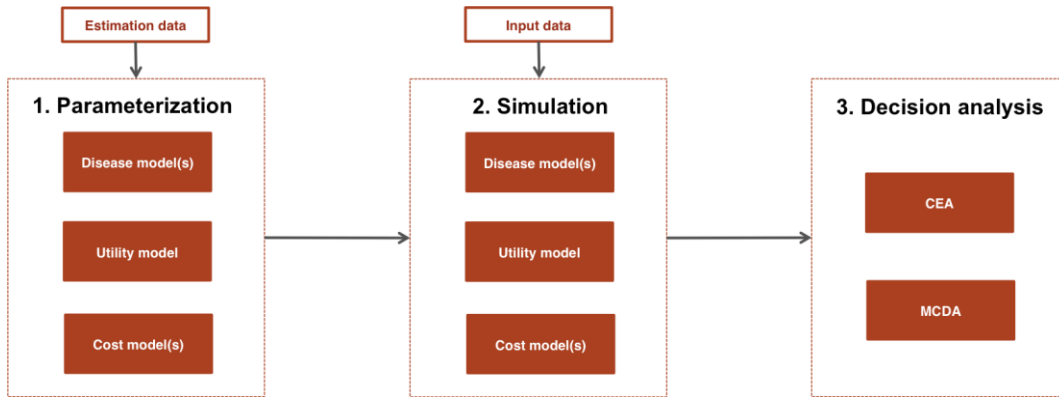 Estimation data
Input data
1. Parameterization
Disease model(s)
Utility model
Cost model(s)
2. Simulation
Disease model(s)
Utility model
Cost model(s)
3. Decision analysis
CEA
MCDA